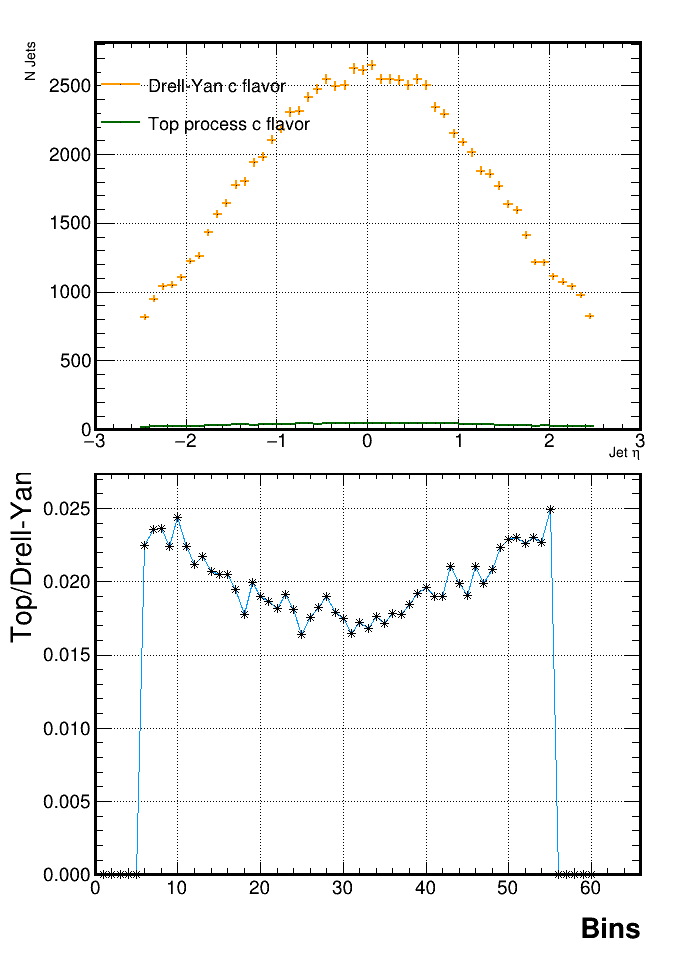 N Jets
2500
2000
1500
1000
500
0
Drell-Yan c flavor
Top process c flavor
−3 −2 −1 0 1 2 3
Jet η
Top/Drell-Yan
0.025
0.020
0.015
0.010
0.005
0.000
0 10 20 30 40 50 60
Bins